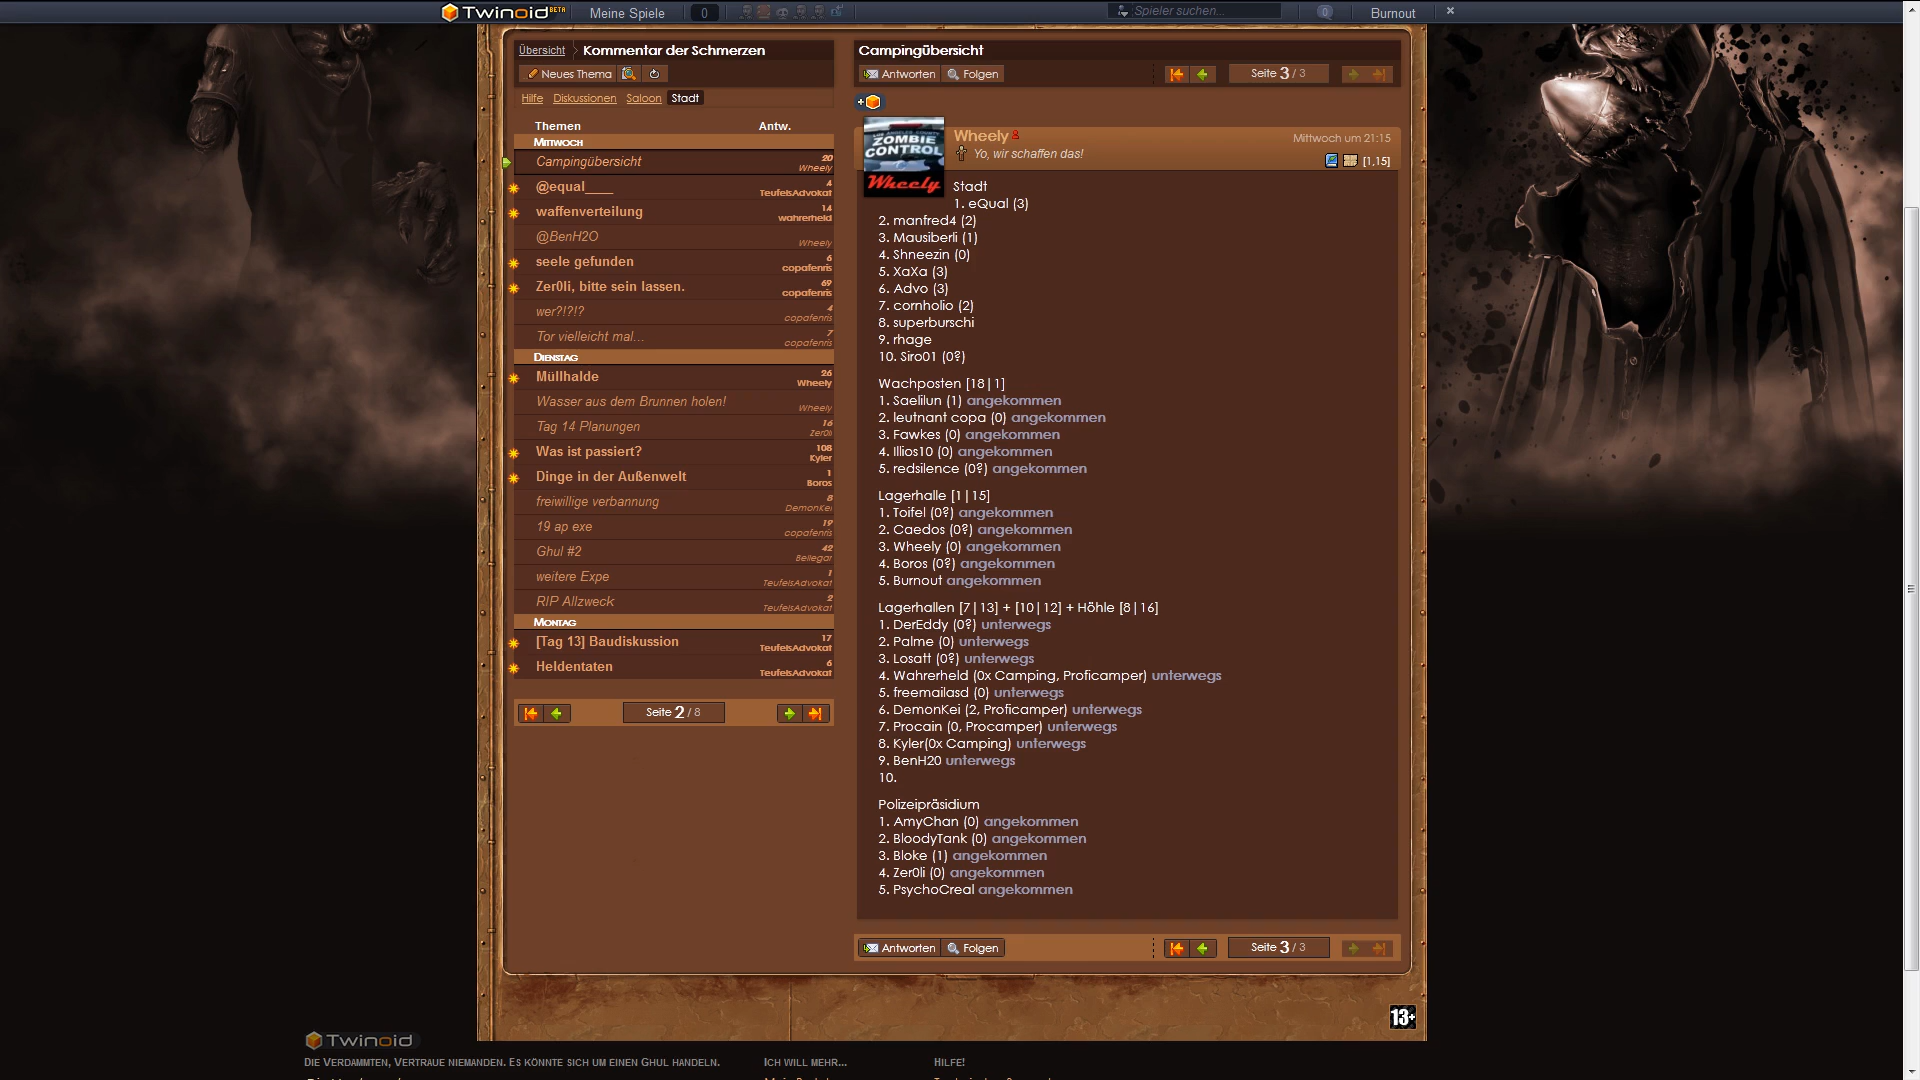 Twinoid BETA
Meine Spiele
0
Spieler suchen...
0
Burnout
Übersicht
Kommentar der Schmerzen
Neues Thema
Hilfe Diskussionen Saloon Stadt
Themen Antw.
Mittwoch
Campingübersicht 20 Wheely
@equal____ 4 TeufelsAdvokat
waffenverteilung 14 wahrerheld
@BenH2O Wheely
seele gefunden 6 copafenris
Zer0li, bitte sein lassen. 69 copafenris
wer?!?!? 4 copafenris
Tor vielleicht mal... 7 copafenris
Dienstag
Müllhalde 26 Wheely
Wasser aus dem Brunnen holen! Wheely
Tag 14 Planungen 16 Zer0li
Was ist passiert? 108 Kyler
Dinge in der Außenwelt 1 Boros
freiwillige verbannung 8 DemonKei
19 ap exe 19 copafenris
Ghul #2 42 Bellegar
weitere Expe 1 TeufelsAdvokat
RIP Allzweck 2 TeufelsAdvokat
Montag
[Tag 13] Baudiskussion 17 TeufelsAdvokat
Heldentaten 6 TeufelsAdvokat
Seite 2 / 8
Campingübersicht
Antworten Folgen
Seite 3 / 3
LOS ANGELES COUNTY
ZOMBIE
CONTROL
Wheely
Wheely
Mittwoch um 21:15
Yo, wir schaffen das!
[1,15]
Stadt
1. eQual (3)
2. manfred4 (2)
3. Mausiberli (1)
4. Shneezin (0)
5. XaXa (3)
6. Advo (3)
7. cornholio (2)
8. superburschi
9. rhage
10. Siro01 (0?)
Wachposten [18|1]
1. Saelilun (1) angekommen
2. leutnant copa (0) angekommen
3. Fawkes (0) angekommen
4. Illios10 (0) angekommen
5. redsilence (0?) angekommen
Lagerhalle [1|15]
1. Toifel (0?) angekommen
2. Caedos (0?) angekommen
3. Wheely (0) angekommen
4. Boros (0?) angekommen
5. Burnout angekommen
Lagerhallen [7|13] + [10|12] + Höhle [8|16]
1. DerEddy (0?) unterwegs
2. Palme (0) unterwegs
3. Losatt (0?) unterwegs
4. Wahrerheld (0x Camping, Proficamper) unterwegs
5. freemailasd (0) unterwegs
6. DemonKei (2, Proficamper) unterwegs
7. Procain (0, Procamper) unterwegs
8. Kyler(0x Camping) unterwegs
9. BenH20 unterwegs
10.
Polizeipräsidium
1. AmyChan (0) angekommen
2. BloodyTank (0) angekommen
3. Bloke (1) angekommen
4. Zer0li (0) angekommen
5. PsychoCreal angekommen
Antworten Folgen
Seite 3 / 3
13+
Twinoid
Die Verdammten, Vertraue niemanden. Es könnte sich um einen Ghul handeln.
Ich will mehr...
Hilfe!